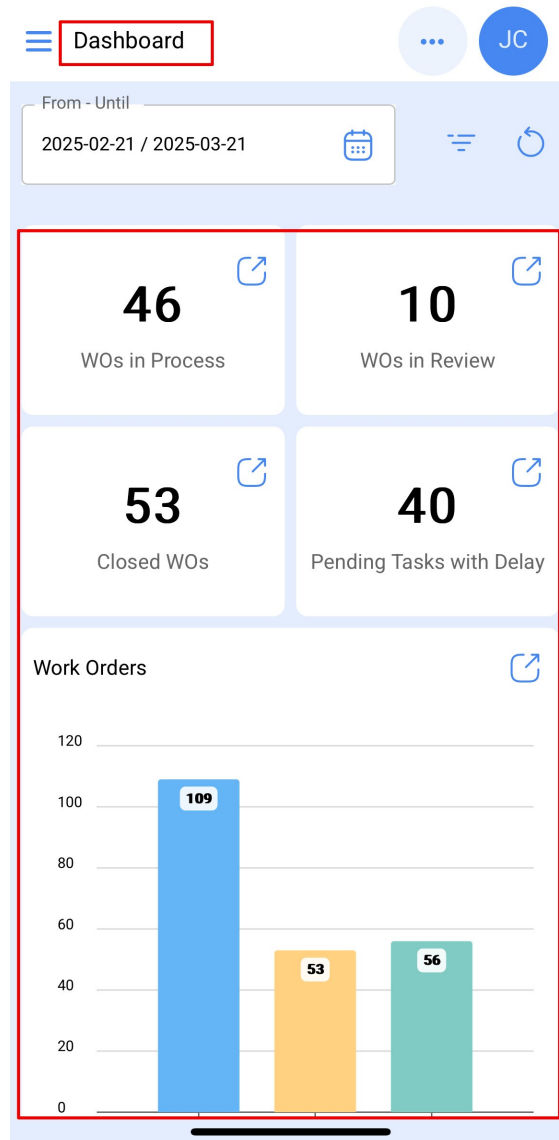 Dashboard
JC
From - Until
2025-02-21 / 2025-03-21
46
WOs in Process
10
WOs in Review
53
Closed WOs
40
Pending Tasks with Delay
Work Orders
120
100
80
60
40
20
0
109
53
56